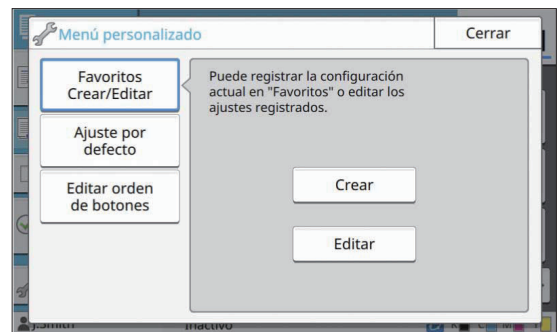 Menú personalizado
Cerrar
Favoritos
Crear/Editar
Ajuste por
defecto
Editar orden
de botones
Puede registrar la configuración
actual en "Favoritos" o editar los
ajustes registrados.
Crear
Editar
J.Smith
Inactivo
K
C
M
Y